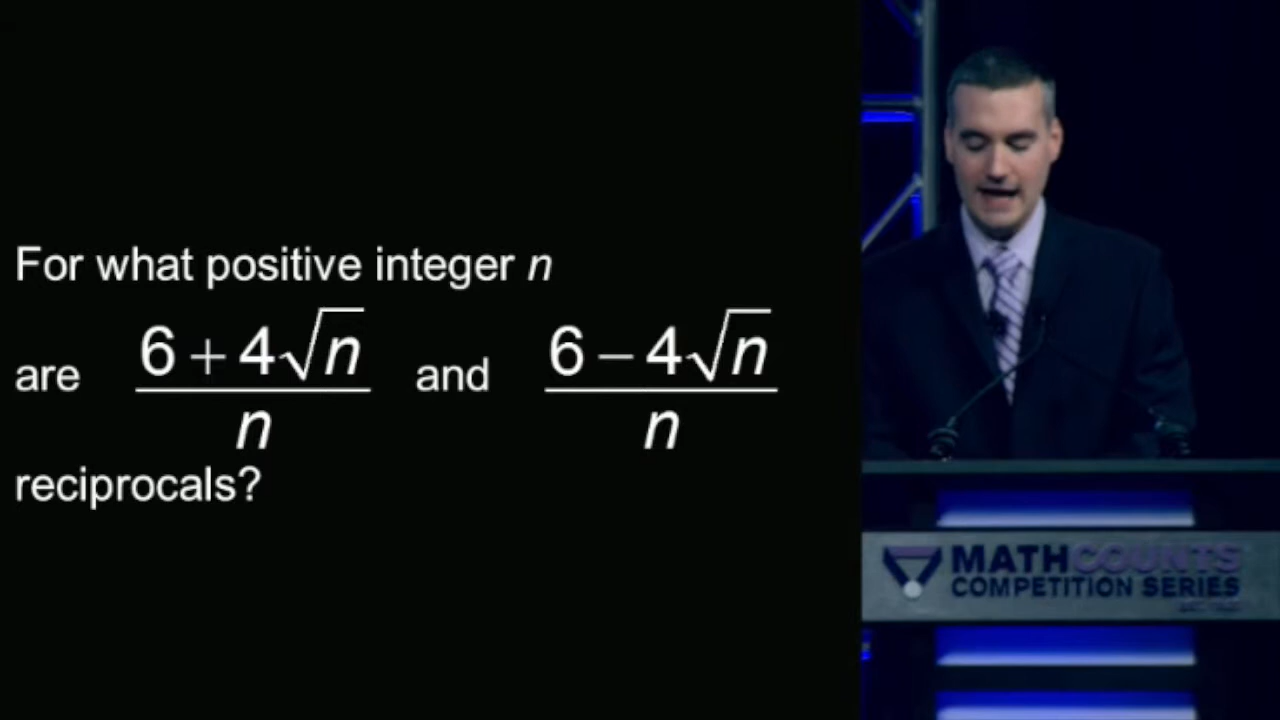 For what positive integer n
are (6 + 4√n)/n and (6 − 4√n)/n
reciprocals?
MATHCOUNTS
COMPETITION SERIES